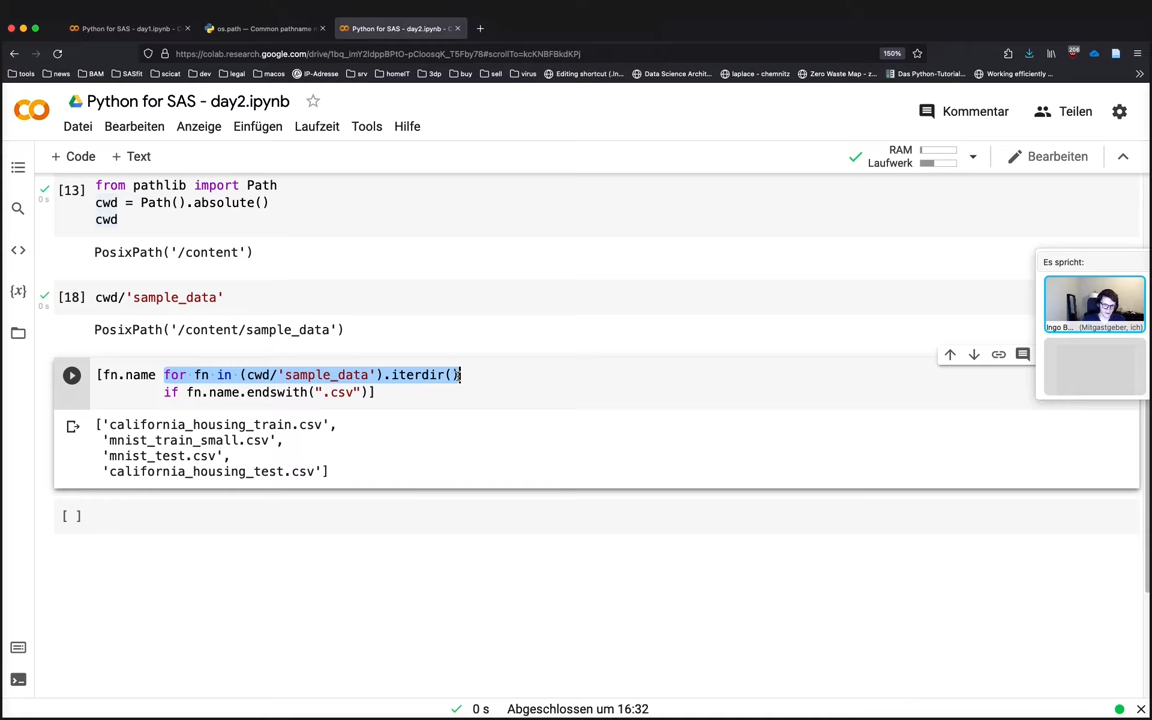 Python for SAS - day1.ipynb
os.path — Common pathname
Python for SAS - day2.ipynb - C
https://colab.research.google.com/drive/1bq_imY2ldppBPtO-pCloosqK_T5Fby78#scrollTo=kcKNBFBkdKPj
150%
206
tools
news
BAM
SASfit
scicat
dev
legal
macos
IP-Adresse
srv
homeIT
3dp
buy
sell
virus
Editing shortcut (.In...
Data Science Archit...
laplace — chemnitz
Zero Waste Map - Z...
Das Python-Tutorial...
Working efficiently ...
Python for SAS - day2.ipynb
Kommentar
Teilen
Datei Bearbeiten Anzeige Einfügen Laufzeit Tools Hilfe
+ Code + Text
RAM
Laufwerk
Bearbeiten
[13] from pathlib import Path
0 s
cwd = Path().absolute()
cwd
PosixPath('/content')
Es spricht:
Ingo B... (Mitgastgeber, ich)
[18] cwd/'sample_data'
0 s
PosixPath('/content/sample_data')
[fn.name for fn in (cwd/'sample_data').iterdir()
if fn.name.endswith(".csv")]
['california_housing_train.csv',
'mnist_train_small.csv',
'mnist_test.csv',
'california_housing_test.csv']
[ ]
{x}
0 s Abgeschlossen um 16:32